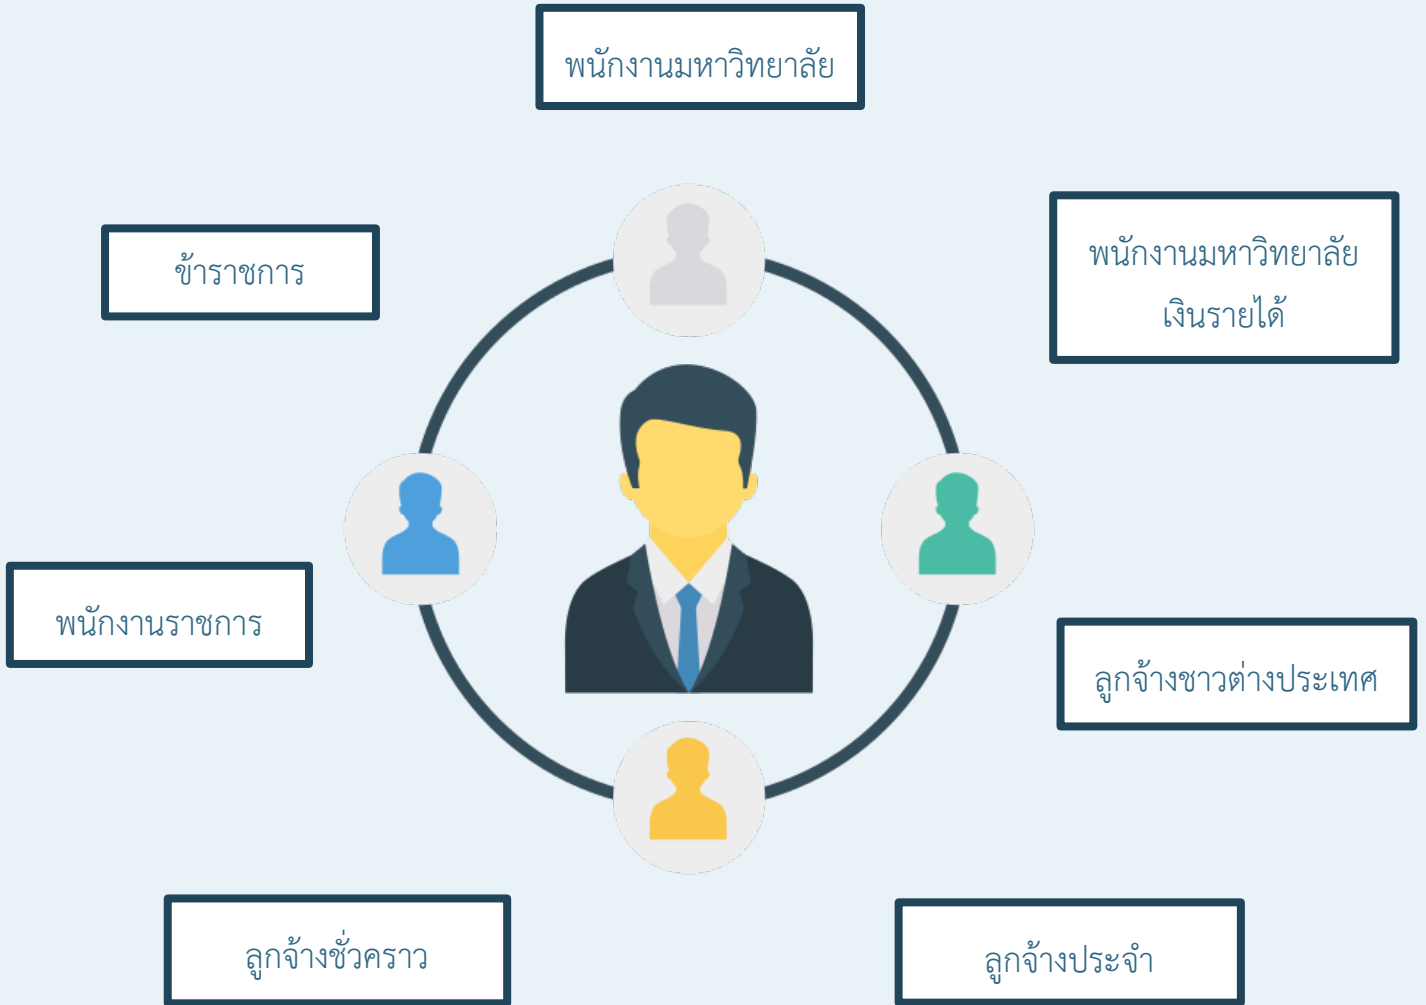 พนักงานมหาวิทยาลัย
ข้าราชการ
พนักงานมหาวิทยาลัย
เงินรายได้
พนักงานราชการ
ลูกจ้างชาวต่างประเทศ
ลูกจ้างชั่วคราว
ลูกจ้างประจำ